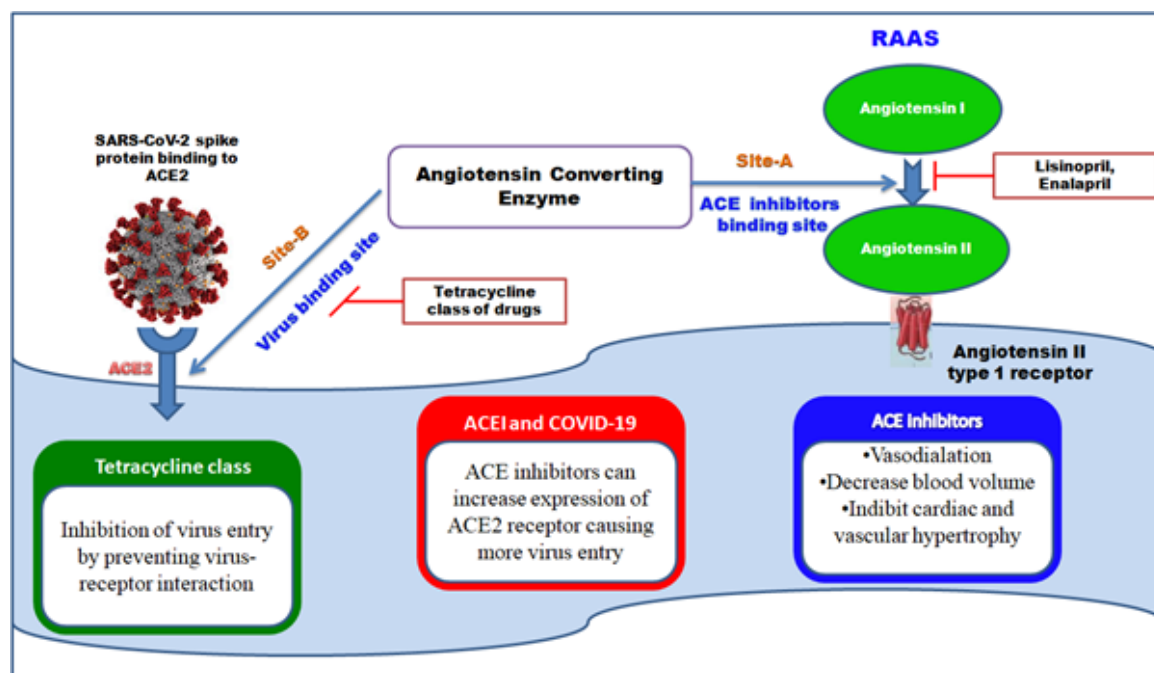 RAAS
Angiotensin I
SARS-CoV-2 spike
protein binding to
ACE2
Angiotensin Converting
Enzyme
Site-A
ACE inhibitors
binding site
Lisinopril,
Enalapril
Angiotensin II
Site-B
Virus binding site
Tetracycline
class of drugs
ACE2
Angiotensin II
type 1 receptor
Tetracycline class
Inhibition of virus entry
by preventing virus-
receptor interaction
ACEI and COVID-19
ACE inhibitors can
increase expression of
ACE2 receptor causing
more virus entry
ACE inhibitors
•Vasodialation
•Decrease blood volume
•Indibit cardiac and
vascular hypertrophy